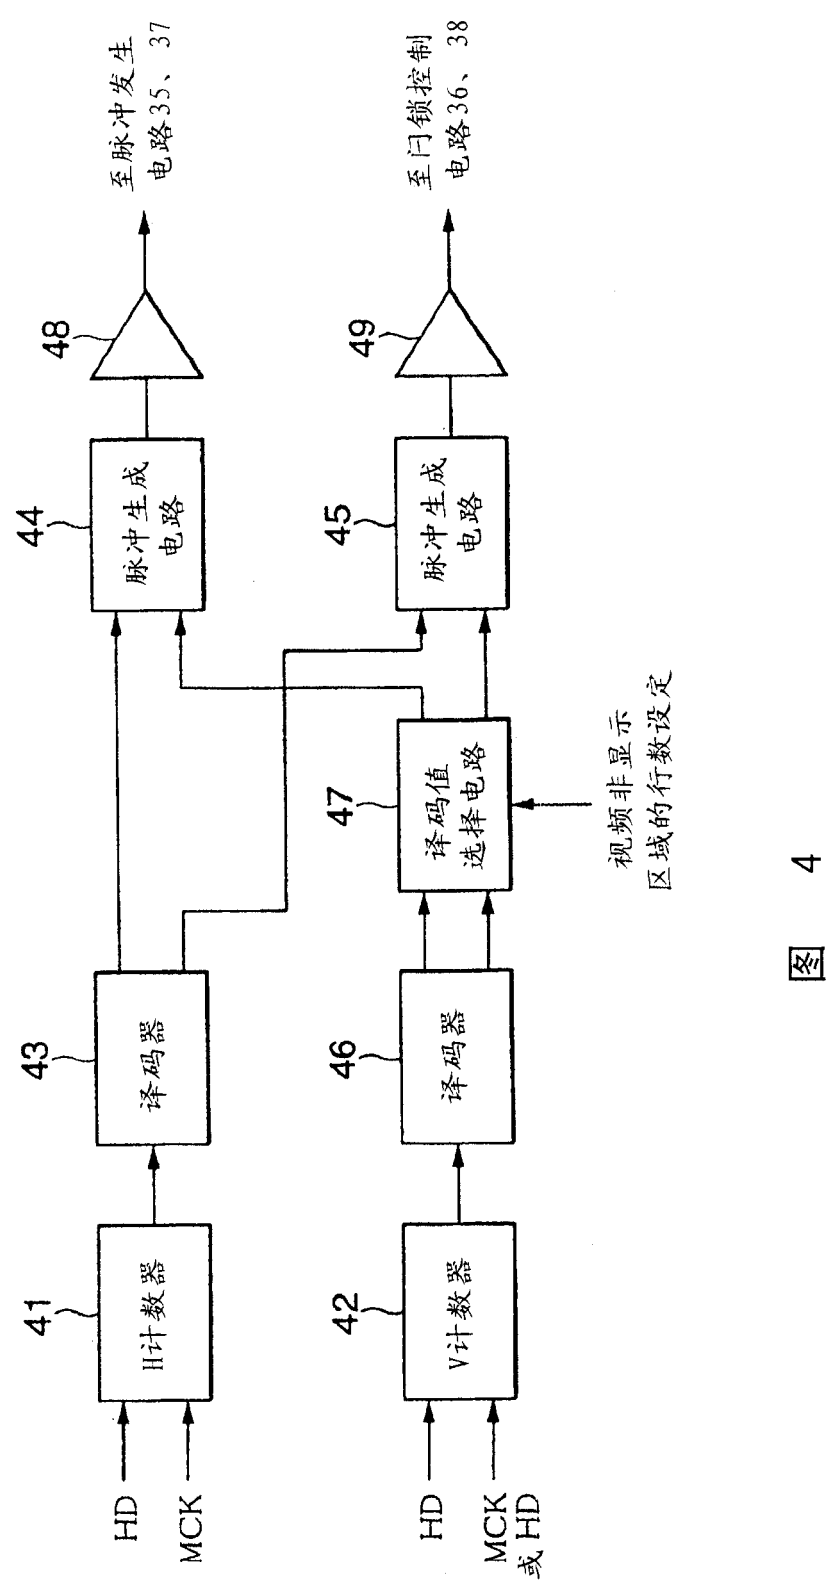 HD
MCK
41
H计数器
43
译码器
44
脉冲生成
电路
48
至脉冲发生
电路35、37
HD
MCK
或 HD
42
V计数器
46
译码器
47
译码值
选择电路
视频非显示
区域的行数设定
45
脉冲生成
电路
49
至闩锁控制
电路36、38
图 4